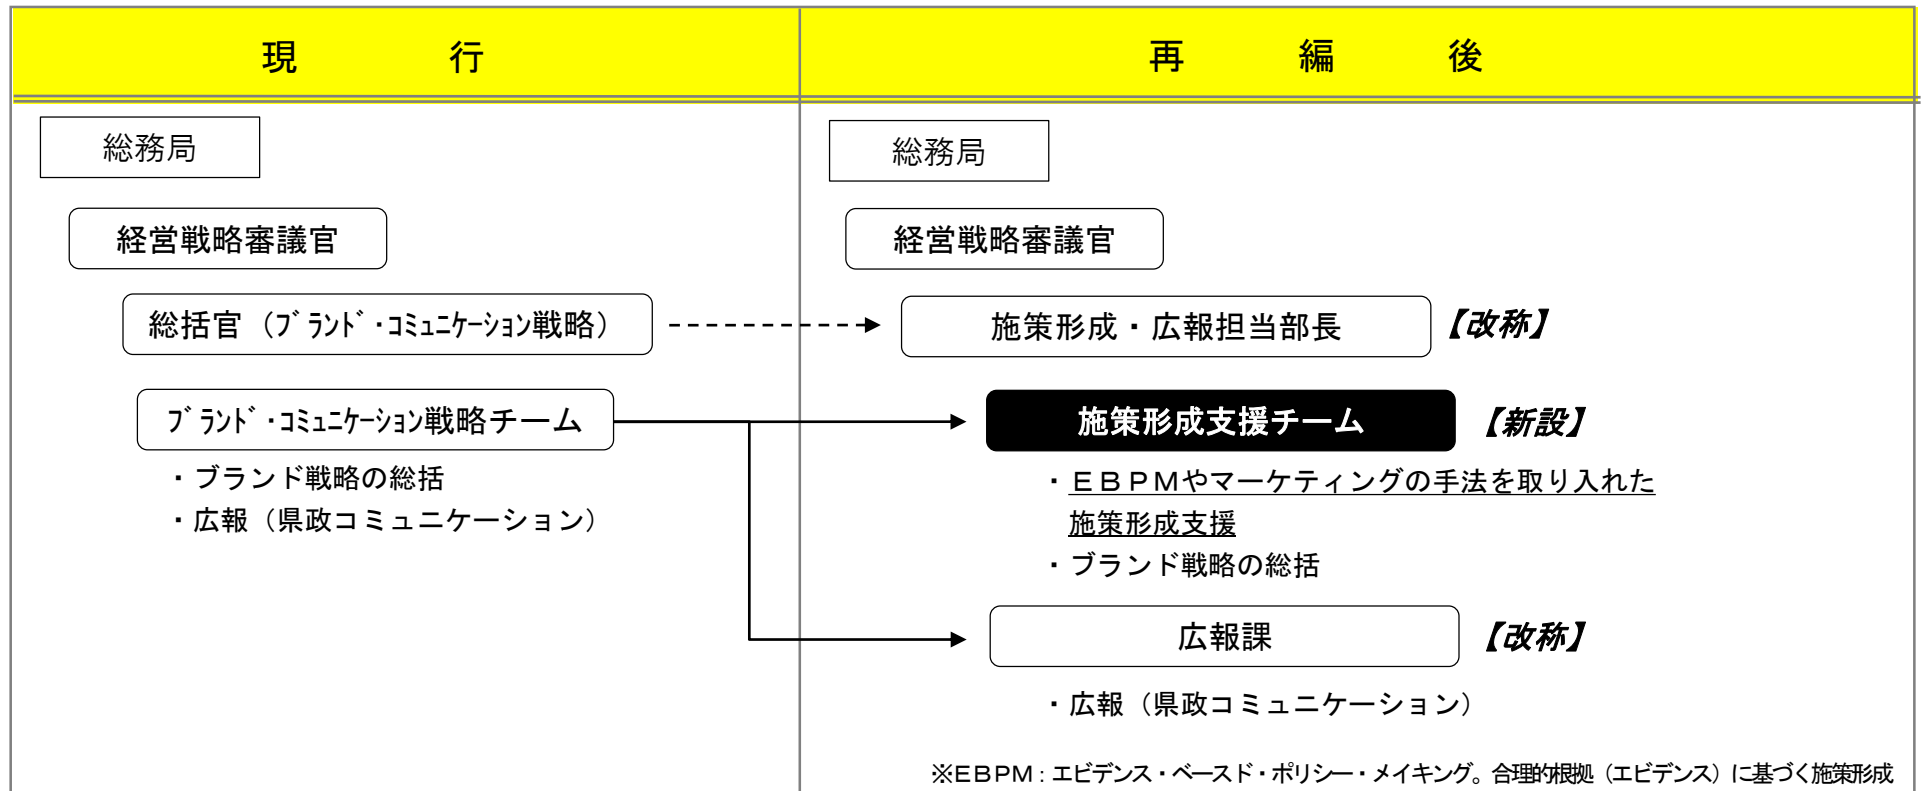 現　行
再　編　後
総務局
経営戦略審議官
総括官（ﾌﾞﾗﾝﾄﾞ・ｺﾐｭﾆｹｰｼｮﾝ戦略）
ﾌﾞﾗﾝﾄﾞ・ｺﾐｭﾆｹｰｼｮﾝ戦略チーム
・ブランド戦略の総括
・広報（県政コミュニケーション）
総務局
経営戦略審議官
施策形成・広報担当部長 【改称】
施策形成支援チーム 【新設】
・ＥＢＰＭやマーケティングの手法を取り入れた
施策形成支援
・ブランド戦略の総括
広報課 【改称】
・広報（県政コミュニケーション）
※ＥＢＰＭ：エビデンス・ベースド・ポリシー・メイキング。合理的根拠（エビデンス）に基づく施策形成